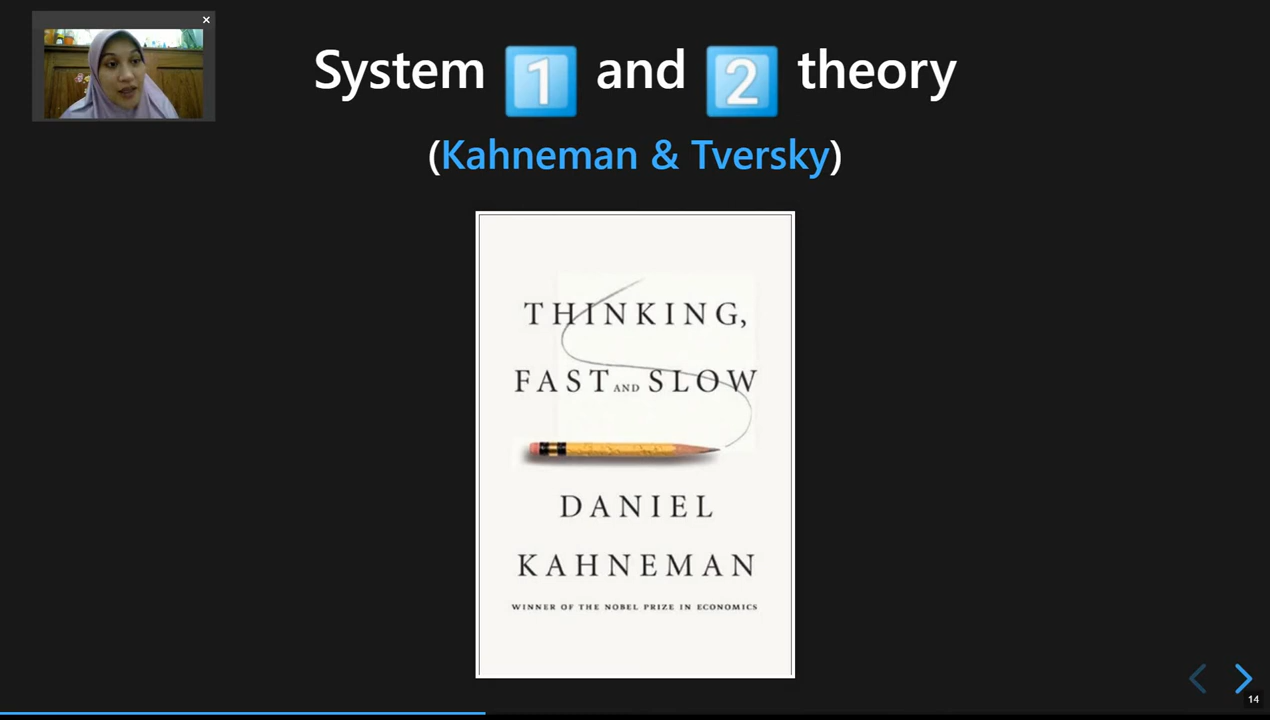 System 1 and 2 theory
(Kahneman & Tversky)
THINKING,
FAST AND SLOW
DANIEL
KAHNEMAN
WINNER OF THE NOBEL PRIZE IN ECONOMICS
14